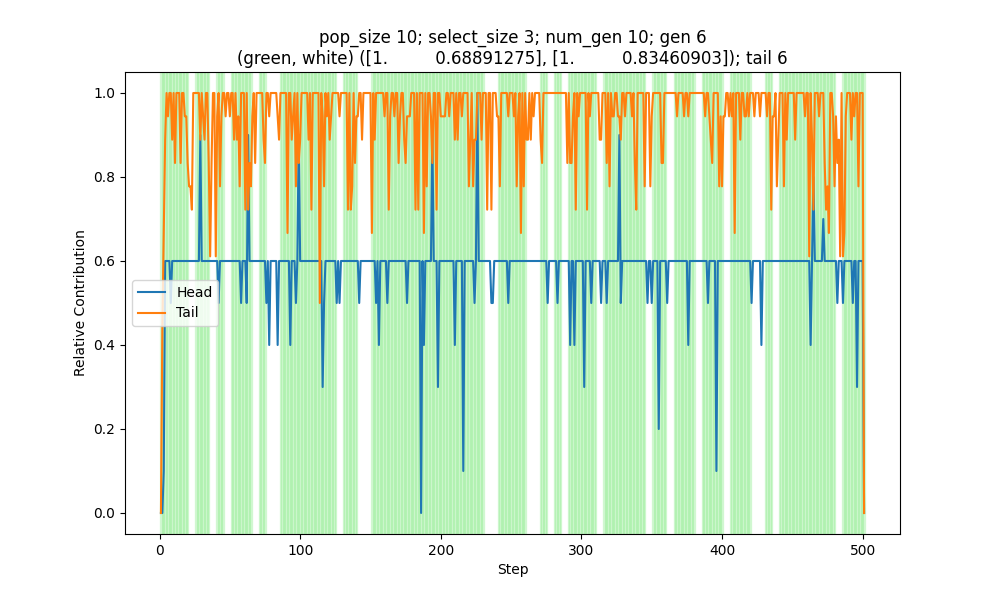 pop_size 10; select_size 3; num_gen 10; gen 6
(green, white) ([1.          0.68891275], [1.          0.83460903]); tail 6
Relative Contribution
1.0
0.8
0.6
0.4
0.2
0.0
Head
Tail
0
100
200
300
400
500
Step